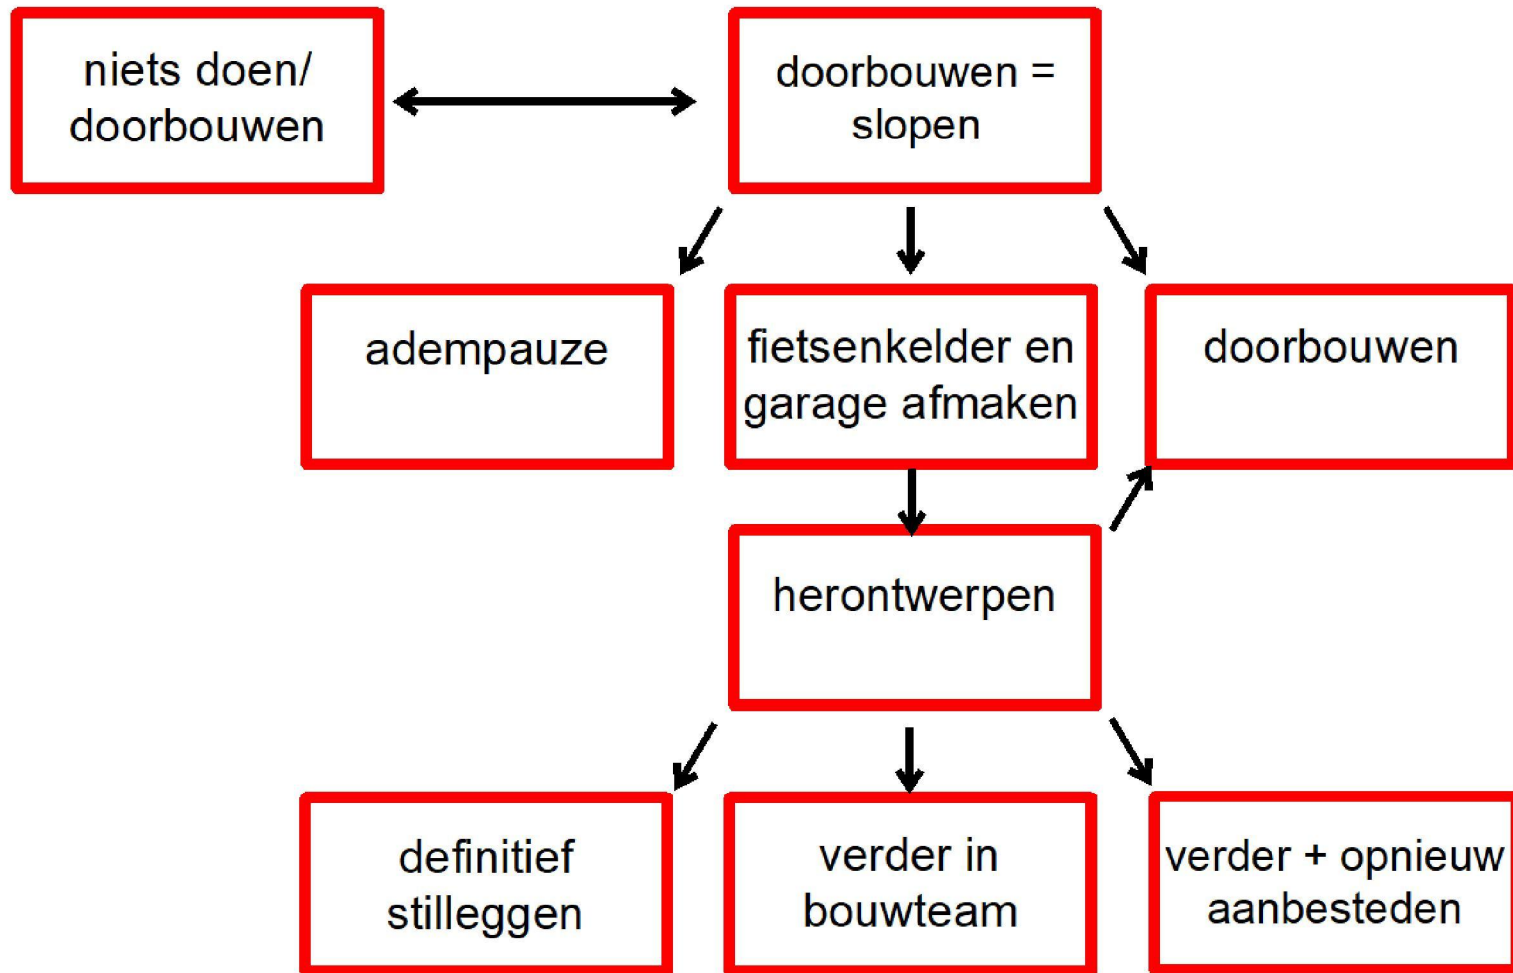 niets doen/
doorbouwen
doorbouwen =
slopen
adempauze
fietsenkelder en
garage afmaken
doorbouwen
herontwerpen
definitief
stilleggen
verder in
bouwteam
verder + opnieuw
aanbesteden